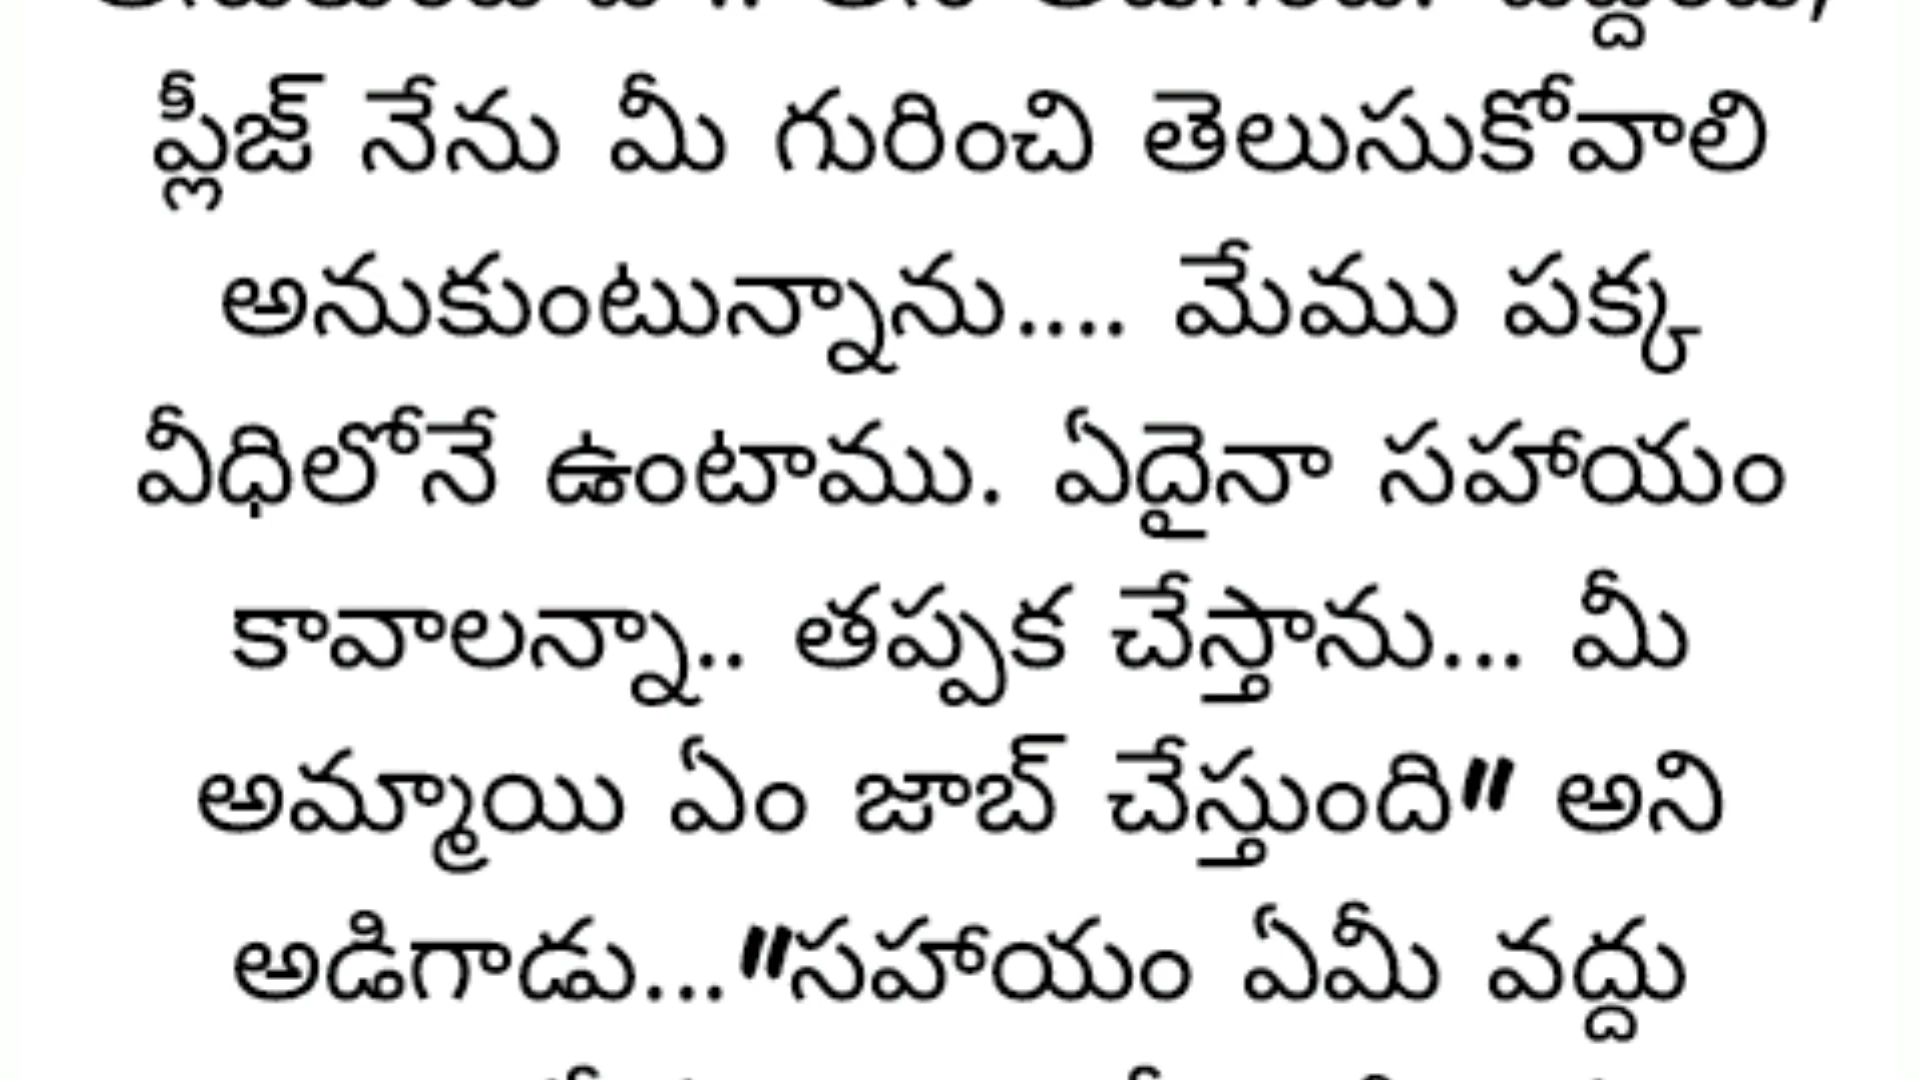 ప్లీజ్ నేను మీ గురించి తెలుసుకోవాలి
అనుకుంటున్నాను.... మేము పక్క
వీధిలోనే ఉంటాము. ఏదైనా సహాయం
కావాలన్నా.. తప్పక చేస్తాను... మీ
అమ్మాయి ఏం జాబ్ చేస్తుంది" అని
అడిగాడు..."సహాయం ఏమీ వద్దు